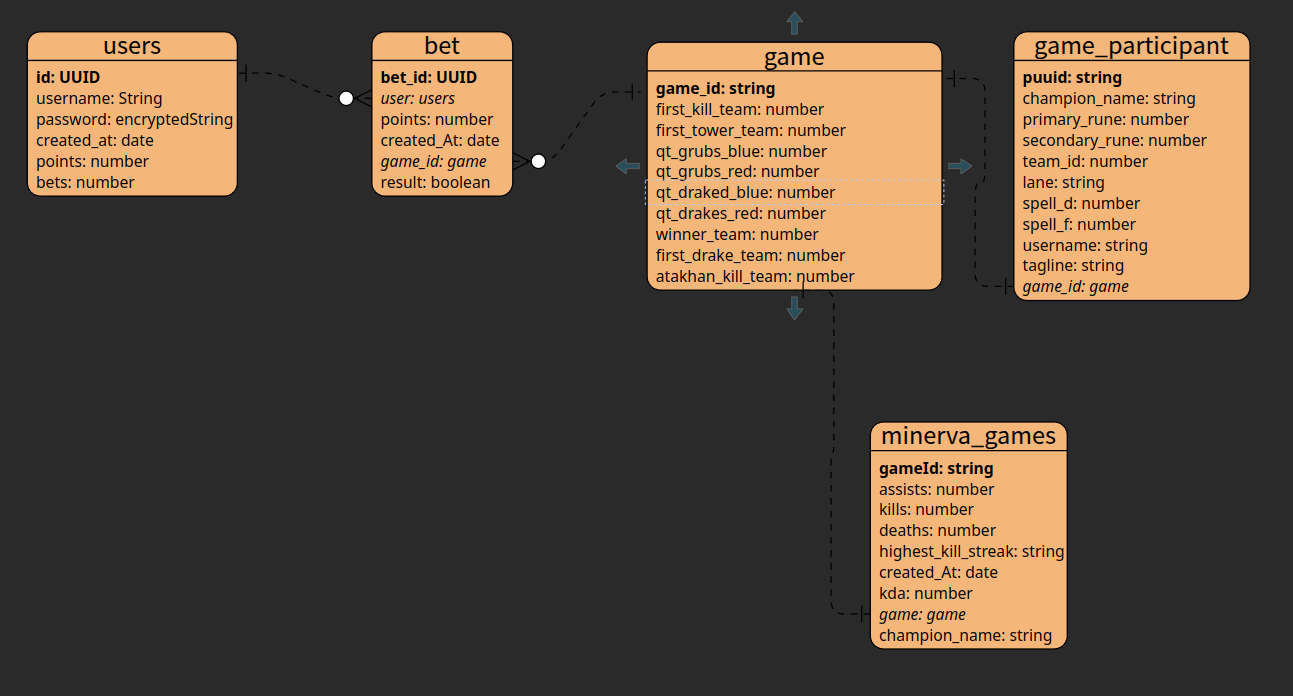 users
id: UUID
username: String
password: encryptedString
created_at: date
points: number
bets: number
bet
bet_id: UUID
user: users
points: number
created_At: date
game_id: game
result: boolean
game
game_id: string
first_kill_team: number
first_tower_team: number
qt_grubs_blue: number
qt_grubs_red: number
qt_draked_blue: number
qt_drakes_red: number
winner_team: number
first_drake_team: number
atakhan_kill_team: number
game_participant
puuid: string
champion_name: string
primary_rune: number
secondary_rune: number
team_id: number
lane: string
spell_d: number
spell_f: number
username: string
tagline: string
game_id: game
minerva_games
gameId: string
assists: number
kills: number
deaths: number
highest_kill_streak: string
created_At: date
kda: number
game: game
champion_name: string